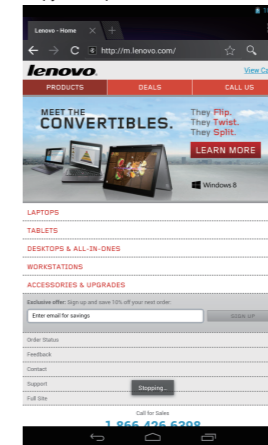 Lenovo - Home
http://m.lenovo.com/
lenovo
View Ca
PRODUCTS DEALS CALL US
MEET THE
CONVERTIBLES.
They Flip.
They Twist.
They Split.
LEARN MORE
Windows 8
LAPTOPS
TABLETS
DESKTOPS & ALL-IN-ONES
WORKSTATIONS
ACCESSORIES & UPGRADES
Exclusive offer: Sign up and save 10% off your next order.
Enter email for savings SIGN UP
Order Status
Feedback
Contact
Support
Stopping...
Full Site
Call for Sales
1 866 426 6398